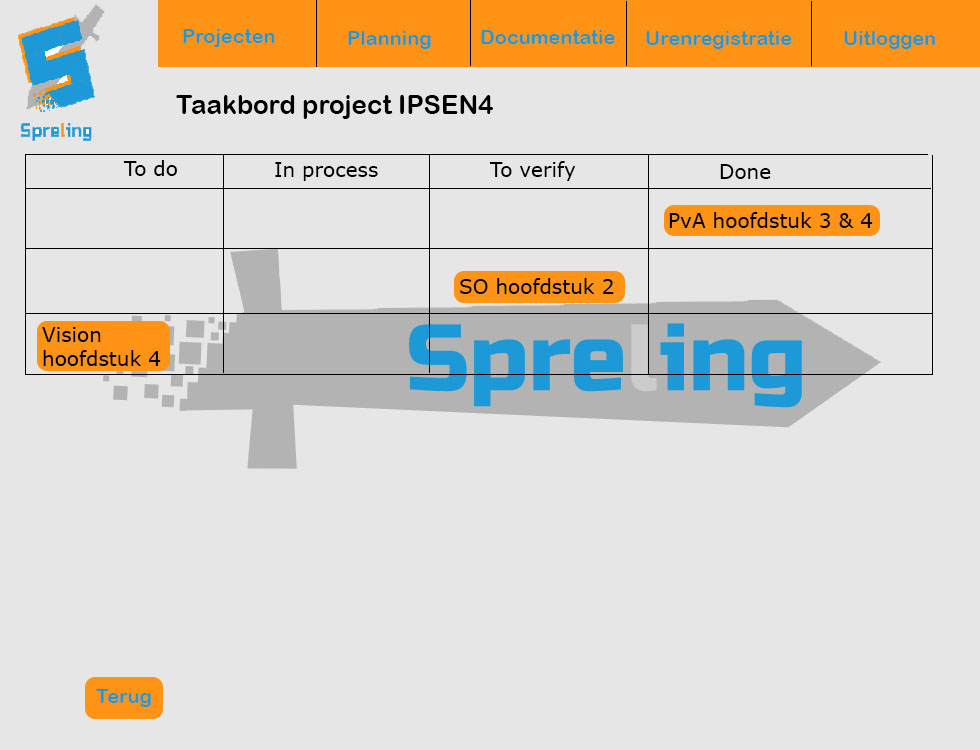 Projecten
Planning
Documentatie
Urenregistratie
Uitloggen
Spreling
Taakbord project IPSEN4
To do
In process
To verify
Done
PvA hoofdstuk 3 & 4
SO hoofdstuk 2
Vision
hoofdstuk 4
Spreling
Terug